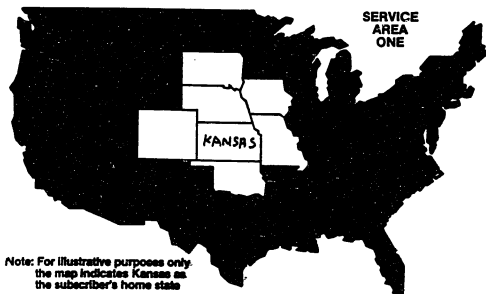 SERVICE
AREA
ONE
KANSAS
Note: For illustrative purposes only
the map indicates Kansas as
the subscriber's home state